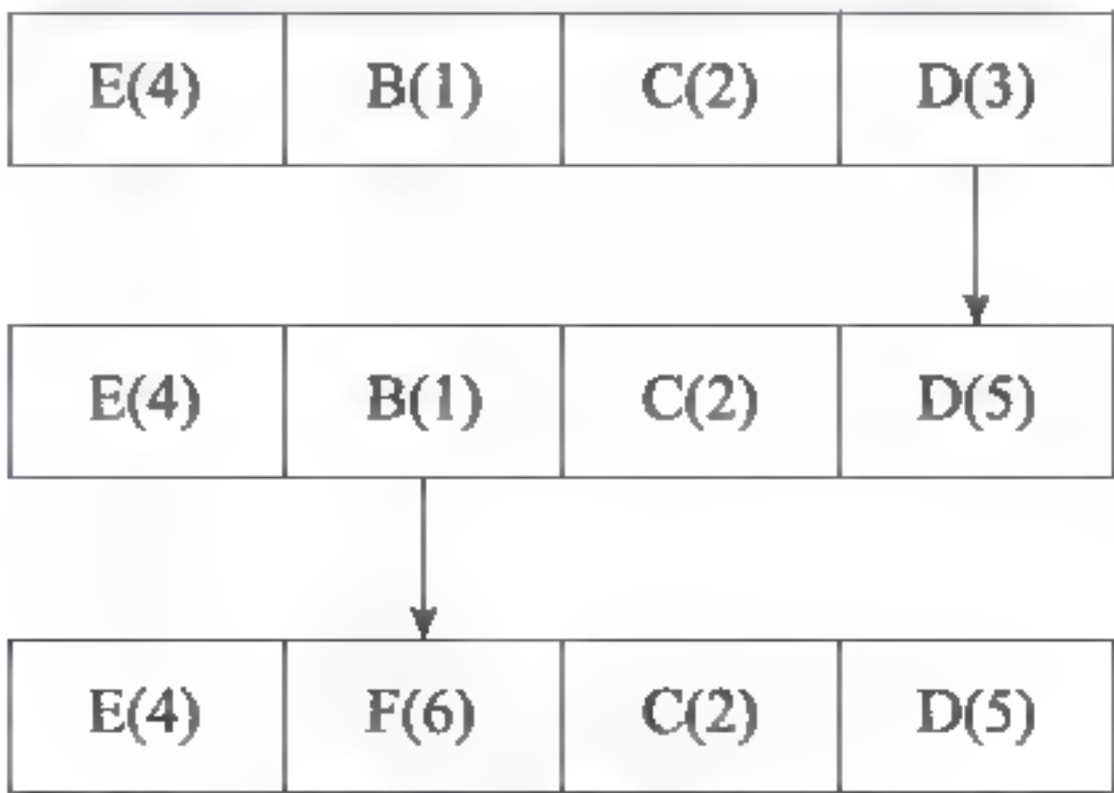 E(4) B(1) C(2) D(3)
E(4) B(1) C(2) D(5)
E(4) F(6) C(2) D(5)